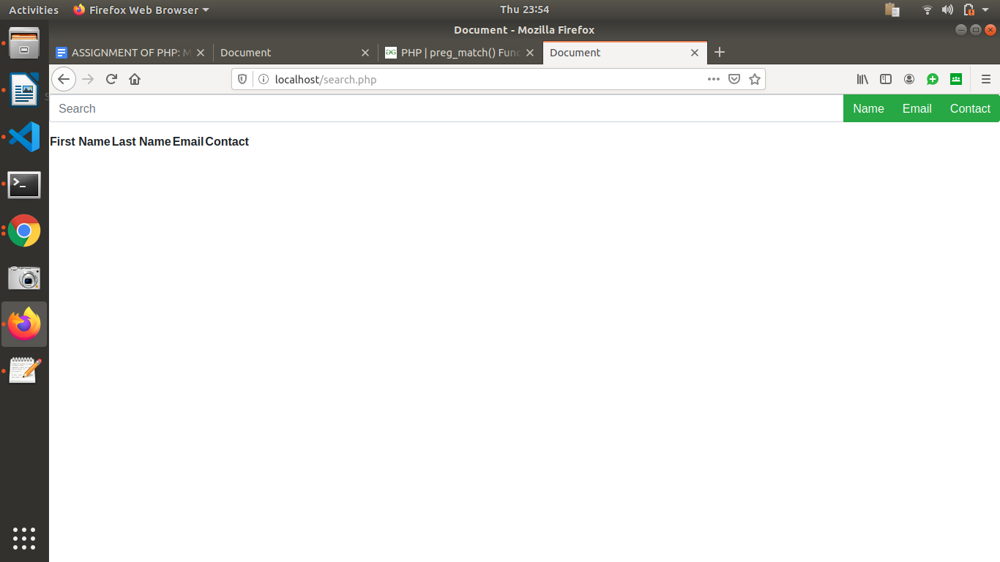 Activities Firefox Web Browser Thu 23:54
Document - Mozilla Firefox
ASSIGNMENT OF PHP: M Document PHP | preg_match() Func Document
localhost/search.php
Search Name Email Contact
First Name Last Name Email Contact